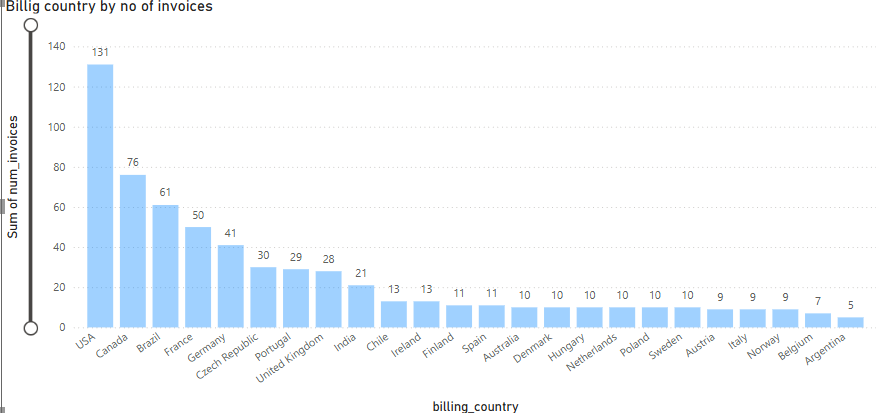 Billig country by no of invoices
Sum of num_invoices
140
120
100
80
60
40
20
0
131
76
61
50
41
30
29
28
21
13
13
11
11
10
10
10
10
10
10
9
9
9
7
5
USA
Canada
Brazil
France
Germany
Czech Republic
Portugal
United Kingdom
India
Chile
Ireland
Finland
Spain
Australia
Denmark
Hungary
Netherlands
Poland
Sweden
Austria
Italy
Norway
Belgium
Argentina
billing_country